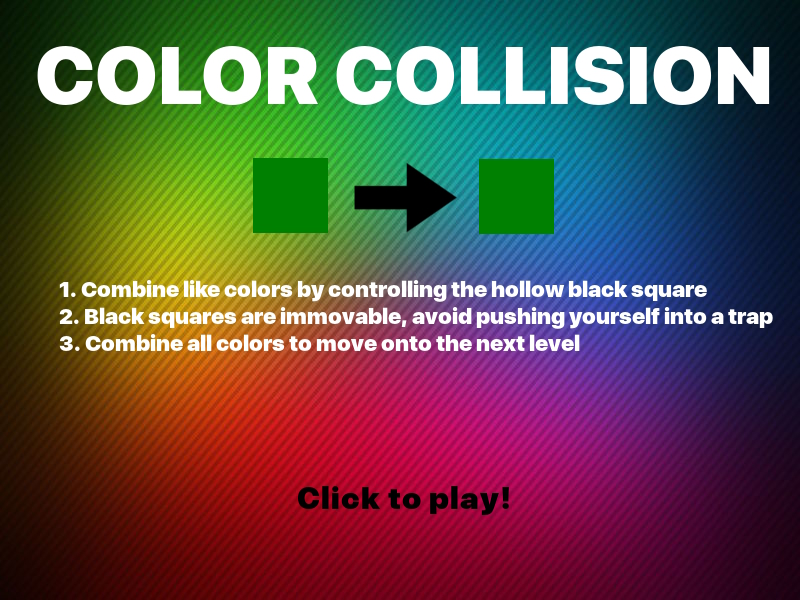 COLOR COLLISION
1. Combine like colors by controlling the hollow black square
2. Black squares are immovable, avoid pushing yourself into a trap
3. Combine all colors to move onto the next level
Click to play!